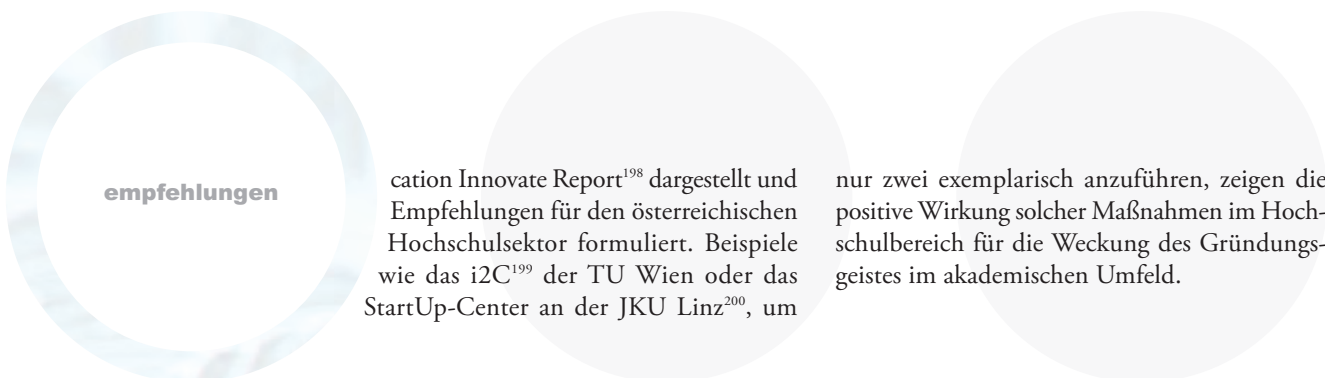 empfehlungen
cation Innovate Report198 dargestellt und
Empfehlungen für den österreichischen
Hochschulsektor formuliert. Beispiele
wie das i2C199 der TU Wien oder das
StartUp-Center an der JKU Linz200, um
nur zwei exemplarisch anzuführen, zeigen die
positive Wirkung solcher Maßnahmen im Hoch-
schulbereich für die Weckung des Gründungs-
geistes im akademischen Umfeld.